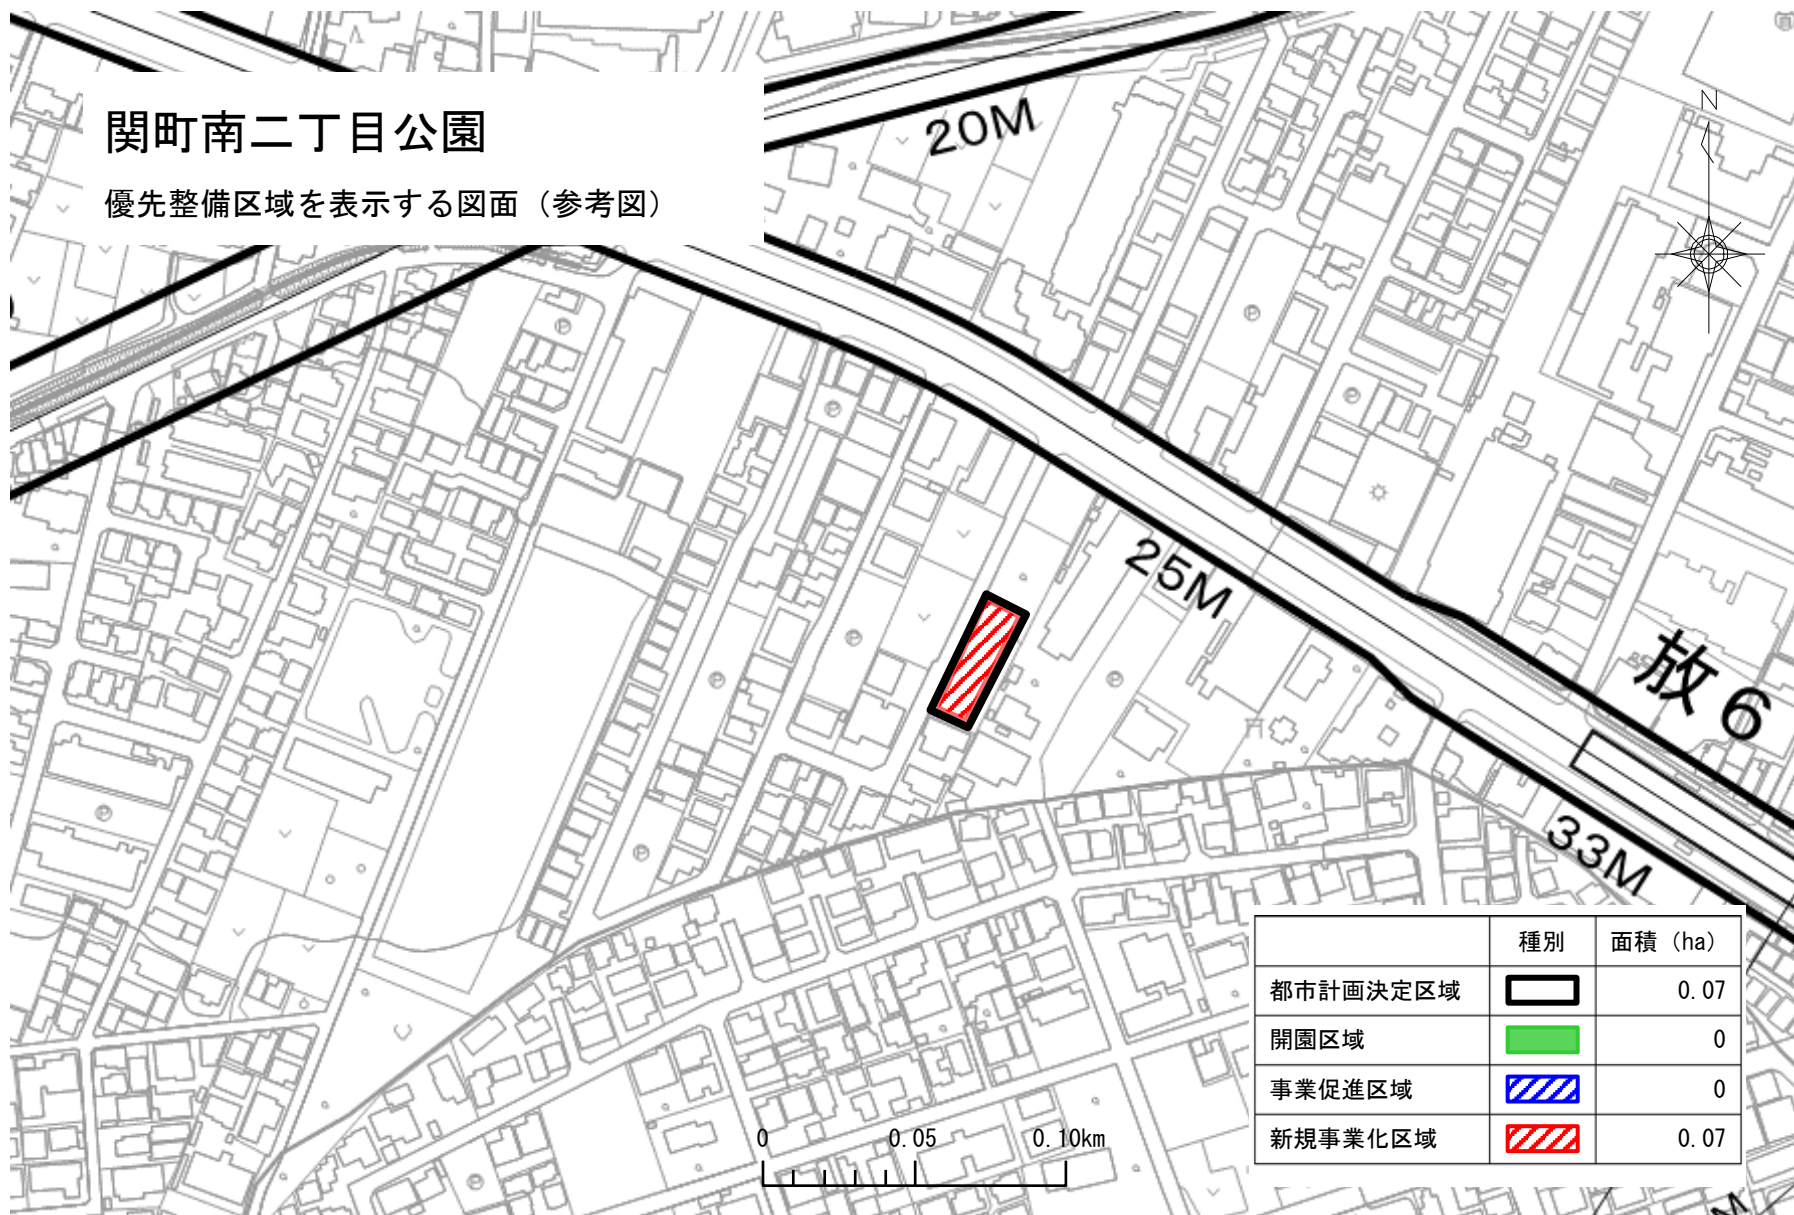 関町南二丁目公園
優先整備区域を表示する図面（参考図）
20M
N
25M
放6
33M
種別 面積（ha）
都市計画決定区域 0.07
開園区域 0
事業促進区域 0
新規事業化区域 0.07
0 0.05 0.10km